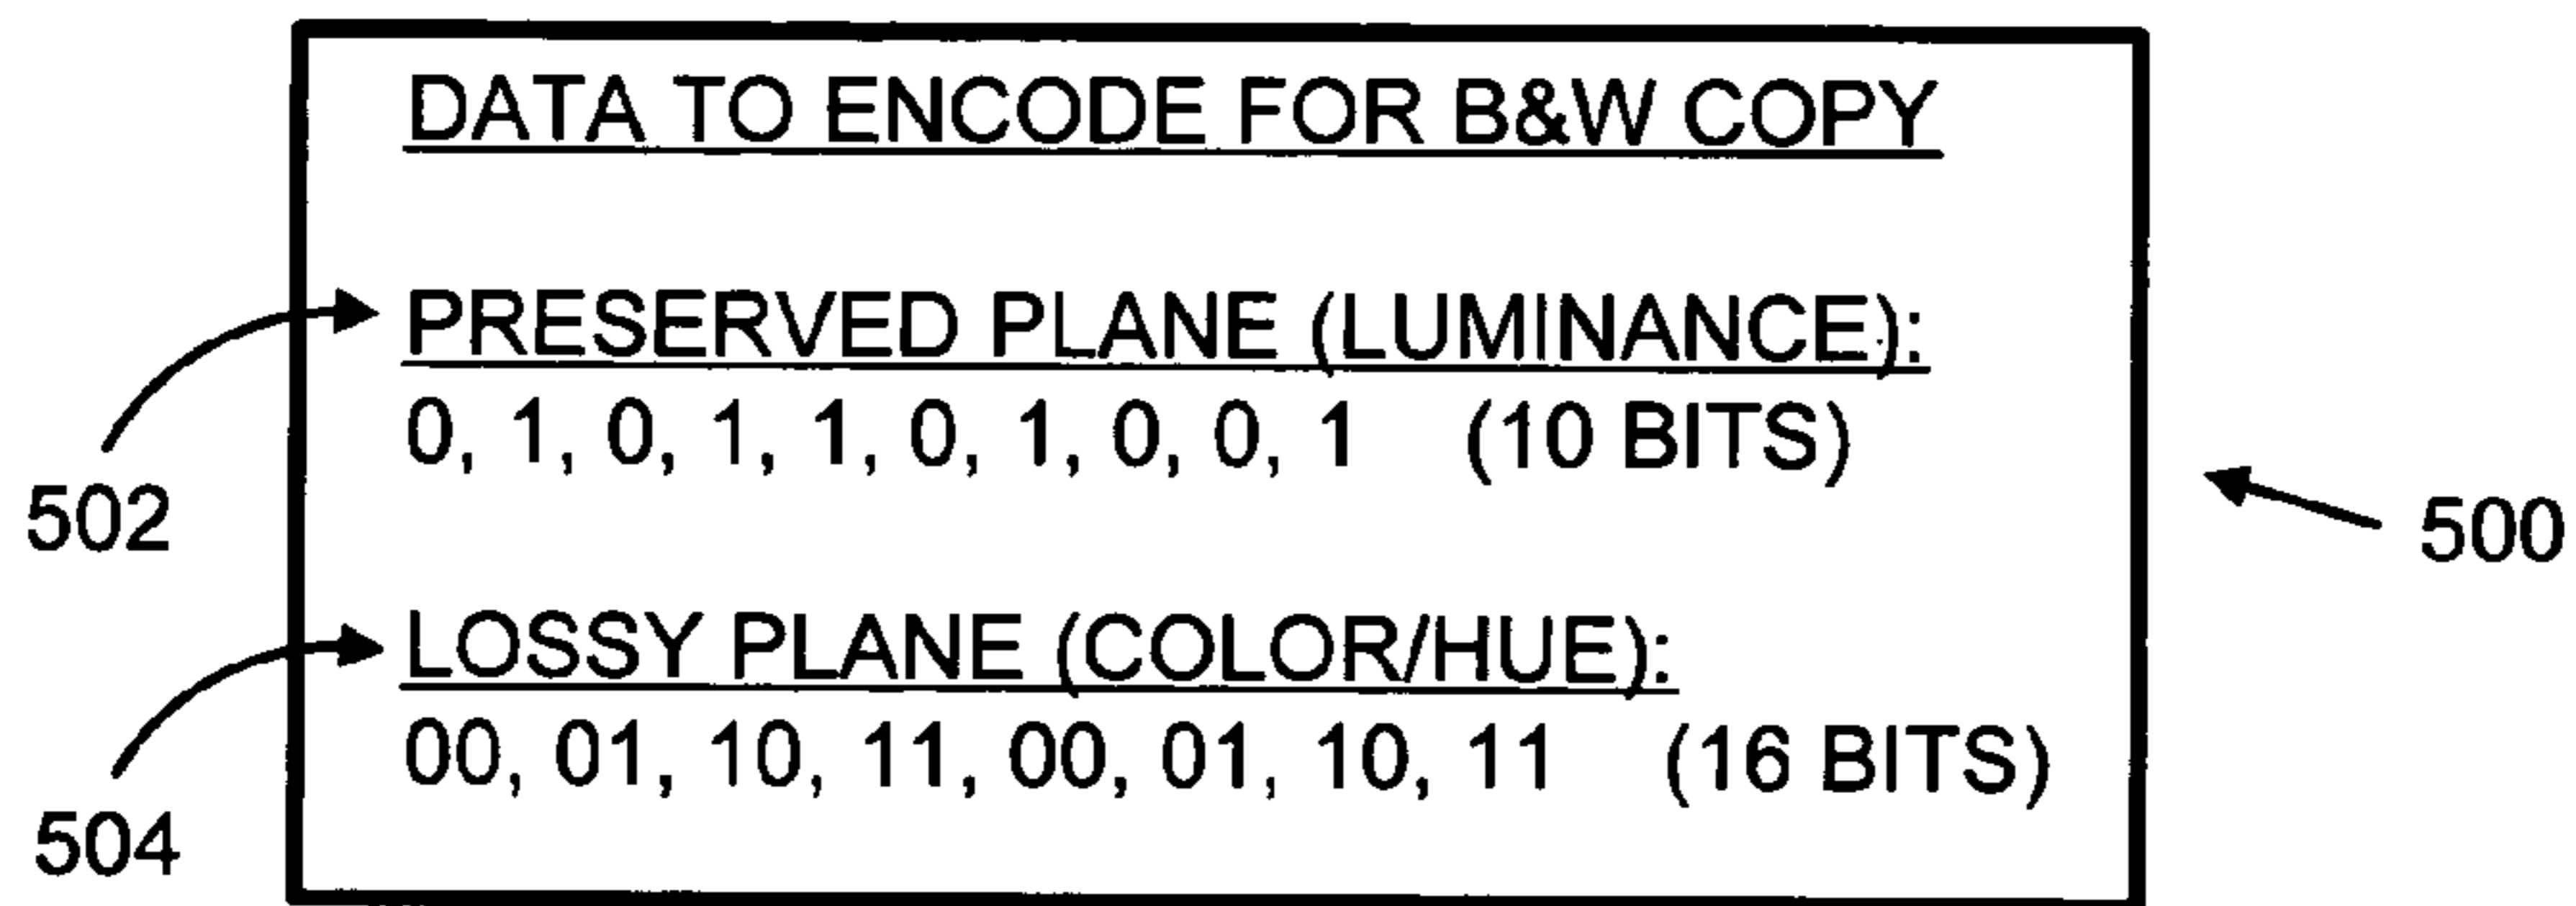 DATA TO ENCODE FOR B&W COPY
PRESERVED PLANE (LUMINANCE):
0, 1, 0, 1, 1, 0, 1, 0, 0, 1 (10 BITS)
502
500
LOSSY PLANE (COLOR/HUE):
00, 01, 10, 11, 00, 01, 10, 11 (16 BITS)
504